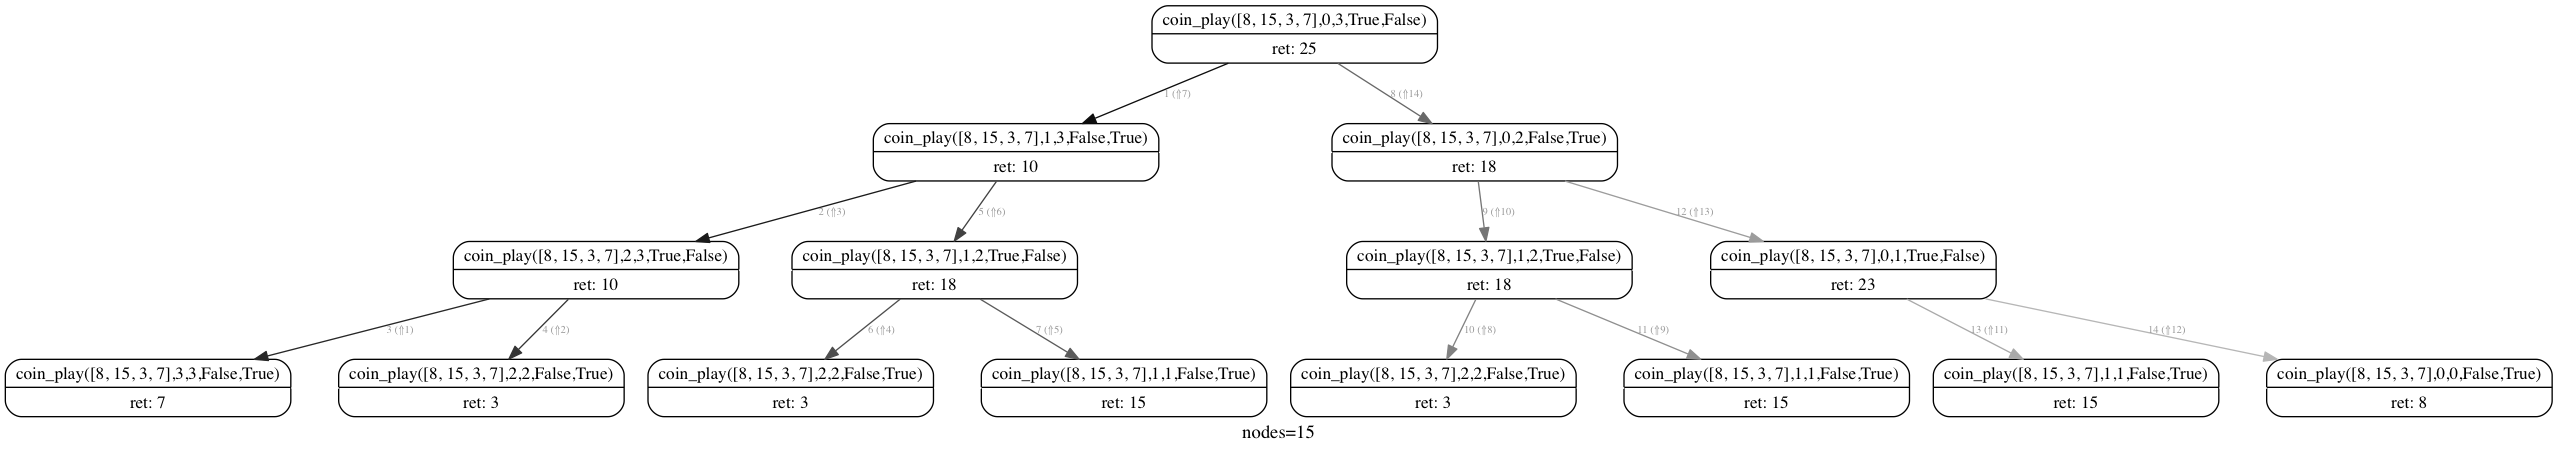 coin_play([8, 15, 3, 7],0,3,True,False)
ret: 25
1 (⇑7)
8 (⇑14)
coin_play([8, 15, 3, 7],1,3,False,True)
ret: 10
coin_play([8, 15, 3, 7],0,2,False,True)
ret: 18
2 (⇑3)
5 (⇑6)
9 (⇑10)
12 (⇑13)
coin_play([8, 15, 3, 7],2,3,True,False)
ret: 10
coin_play([8, 15, 3, 7],1,2,True,False)
ret: 18
coin_play([8, 15, 3, 7],1,2,True,False)
ret: 18
coin_play([8, 15, 3, 7],0,1,True,False)
ret: 23
3 (⇑1)
4 (⇑2)
6 (⇑4)
7 (⇑5)
10 (⇑8)
11 (⇑9)
13 (⇑11)
14 (⇑12)
coin_play([8, 15, 3, 7],3,3,False,True)
ret: 7
coin_play([8, 15, 3, 7],2,2,False,True)
ret: 3
coin_play([8, 15, 3, 7],2,2,False,True)
ret: 3
coin_play([8, 15, 3, 7],1,1,False,True)
ret: 15
coin_play([8, 15, 3, 7],2,2,False,True)
ret: 3
coin_play([8, 15, 3, 7],1,1,False,True)
ret: 15
coin_play([8, 15, 3, 7],1,1,False,True)
ret: 15
coin_play([8, 15, 3, 7],0,0,False,True)
ret: 8
nodes=15